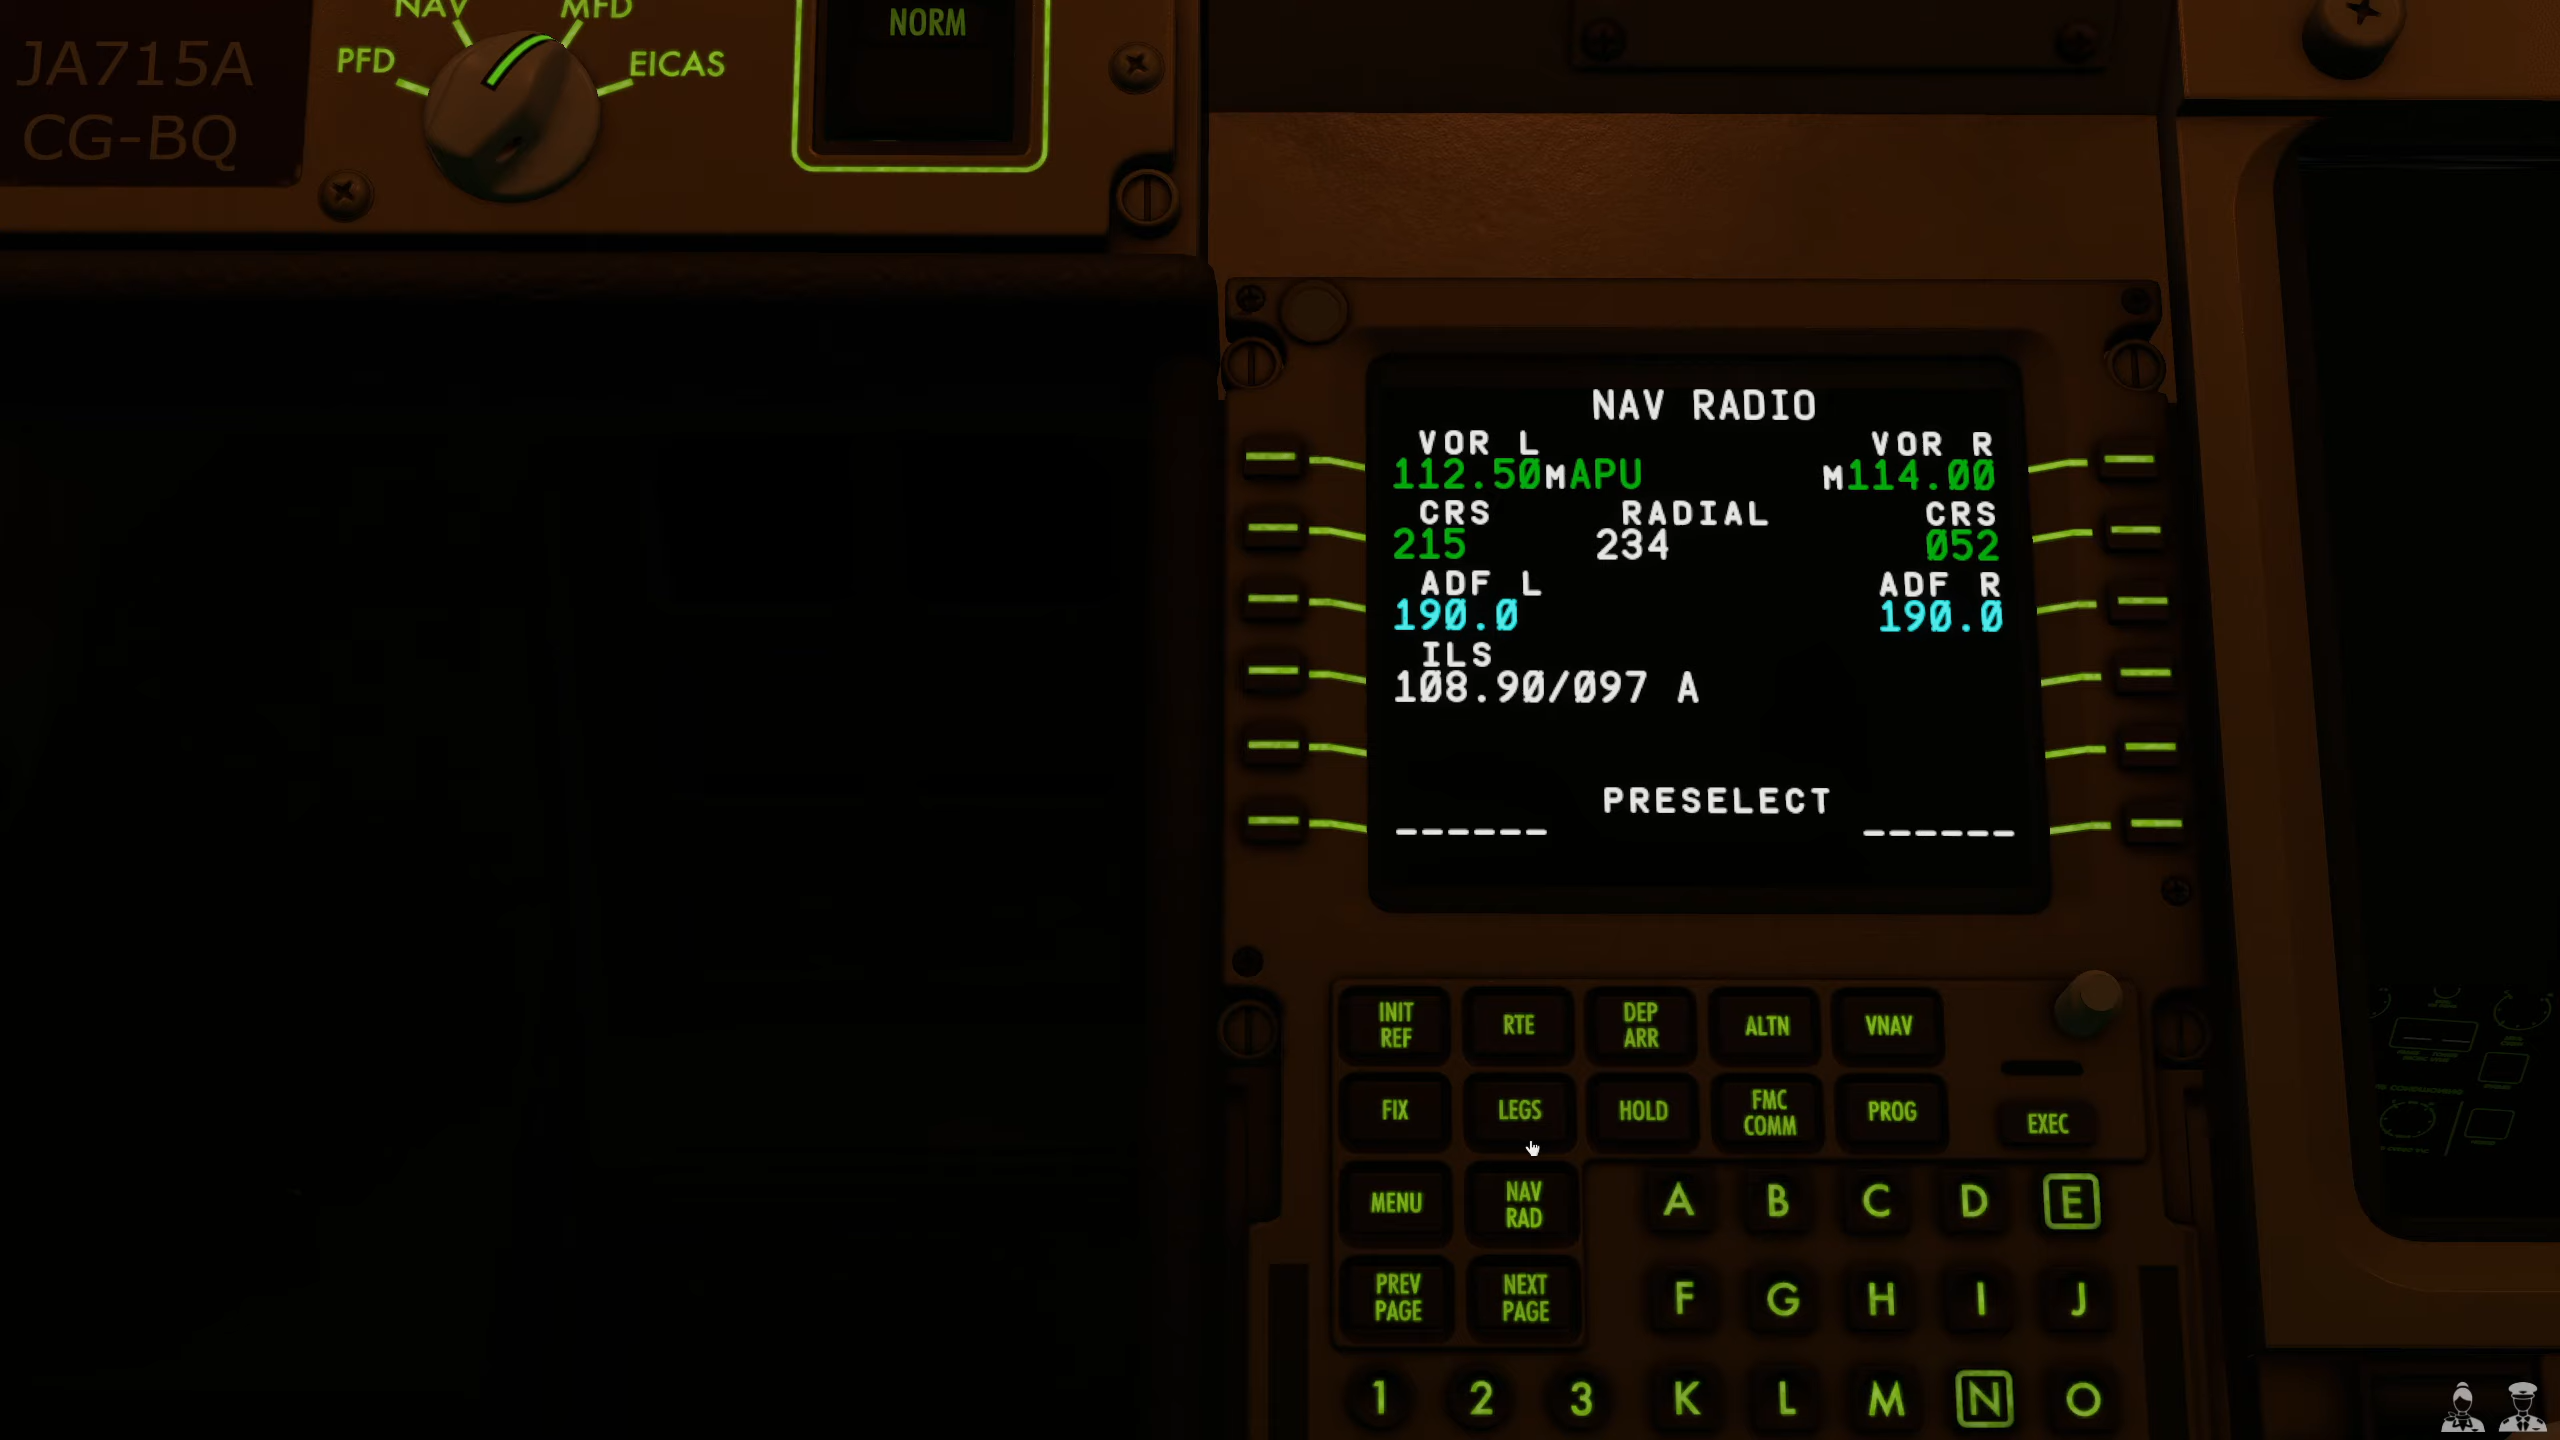 JA715A
CG-BQ
NAV
MFD
PFD
EICAS
NORM
NAV RADIO
VOR L VOR R
112.50MAPU M114.00
CRS RADIAL CRS
215 234 052
ADF L ADF R
190.0 190.0
ILS
108.90/097 A
PRESELECT
------ ------
INIT REF
RTE
DEP ARR
ALTN
VNAV
FIX
LEGS
HOLD
FMC COMM
PROG
EXEC
MENU
NAV RAD
A B C D E
PREV PAGE
NEXT PAGE
F G H I J
1 2 3 K L M N O